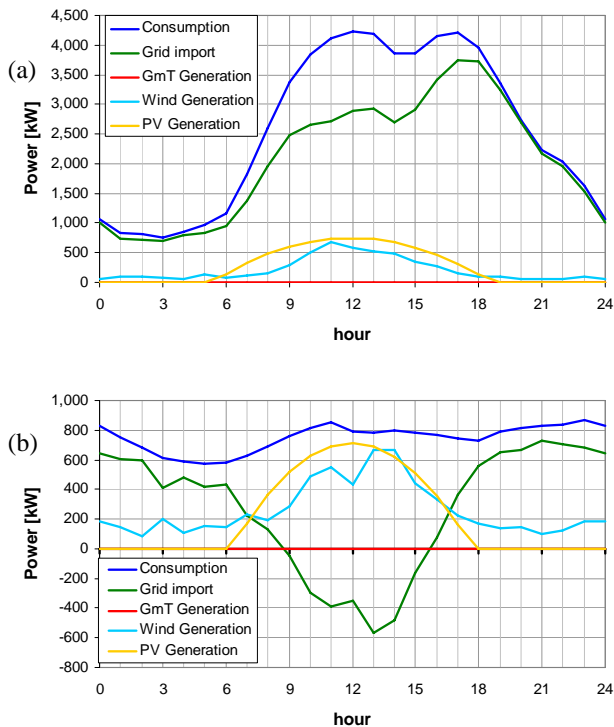 (a)
Power [kW]
4,500
4,000
3,500
3,000
2,500
2,000
1,500
1,000
500
0
Consumption
Grid import
GmT Generation
Wind Generation
PV Generation
0 3 6 9 12 15 18 21 24
hour
(b)
Power [kW]
1,000
800
600
400
200
0
-200
-400
-600
-800
Consumption
Grid import
GmT Generation
Wind Generation
PV Generation
0 3 6 9 12 15 18 21 24
hour